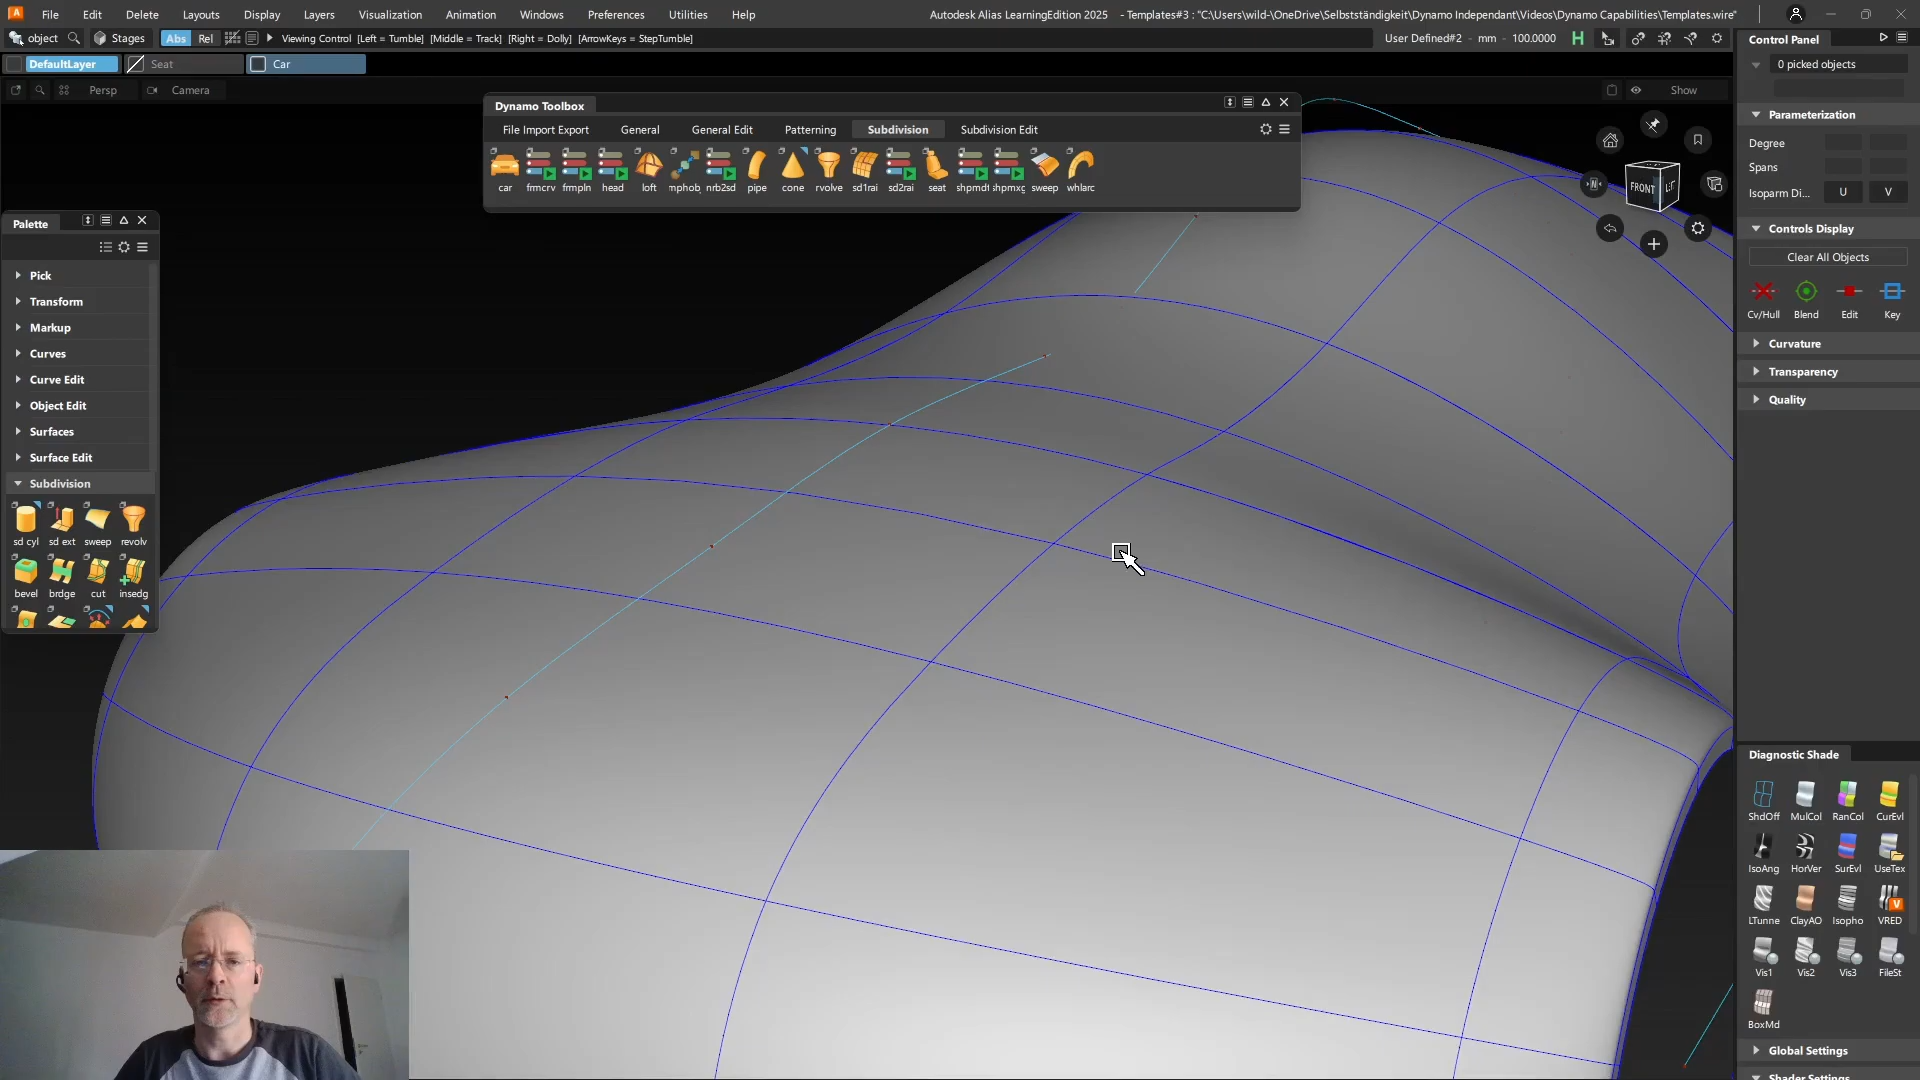 File Edit Delete Layouts Display Layers Visualization Animation Windows Preferences Utilities Help
Autodesk Alias LearningEdition 2025 - Templates#3 : "C:\Users\wild-\OneDrive\Selbstständigkeit\Dynamo Independant\Videos\Dynamo Capabilities\Templates.wire"
object Stages Abs Rel Viewing Control [Left = Tumble] [Middle = Track] [Right = Dolly] [ArrowKeys = StepTumble] User Defined#2 - mm - 100.0000 H
DefaultLayer Seat Car
Persp Camera Show
Dynamo Toolbox
File Import Export General General Edit Patterning Subdivision Subdivision Edit
car frmcrv frmpln head loft mphob nrb2sd pipe cone rvolve sd1rai sd2rai seat shpmdf shpmxg sweep whlarc
Palette
Pick
Transform
Markup
Curves
Curve Edit
Object Edit
Surfaces
Surface Edit
Subdivision
sd cyl sd ext sweep revolv
bevel brdge cut insedg
FRONT LEFT
N
Control Panel
0 picked objects
Parameterization
Degree
Spans
Isoparm Di... U V
Controls Display
Clear All Objects
Cv/Hull Blend Edit Key
Curvature
Transparency
Quality
Diagnostic Shade
ShdOff MulCol RanCol CurEvl
IsoAng HorVer SurEvl UseTex
LTunne ClayAO Isopho VRED
Vis1 Vis2 Vis3 FileSt
BoxMd
Global Settings
Shader Settings